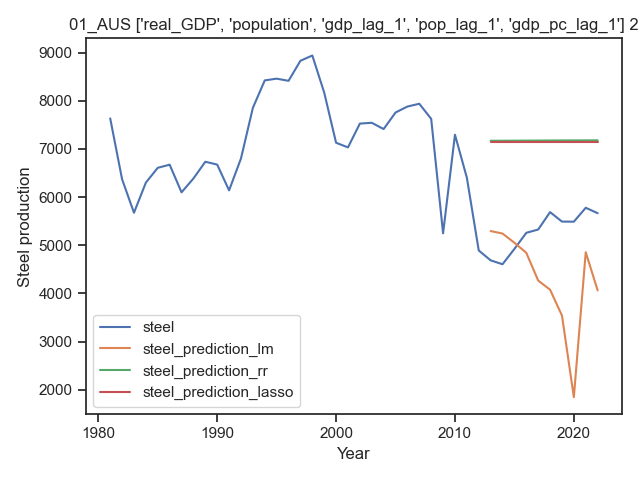 01_AUS ['real_GDP', 'population', 'gdp_lag_1', 'pop_lag_1', 'gdp_pc_lag_1'] 2
9000
8000
7000
6000
5000
4000
3000
2000
Steel production
steel
steel_prediction_lm
steel_prediction_rr
steel_prediction_lasso
1980
1990
2000
2010
2020
Year